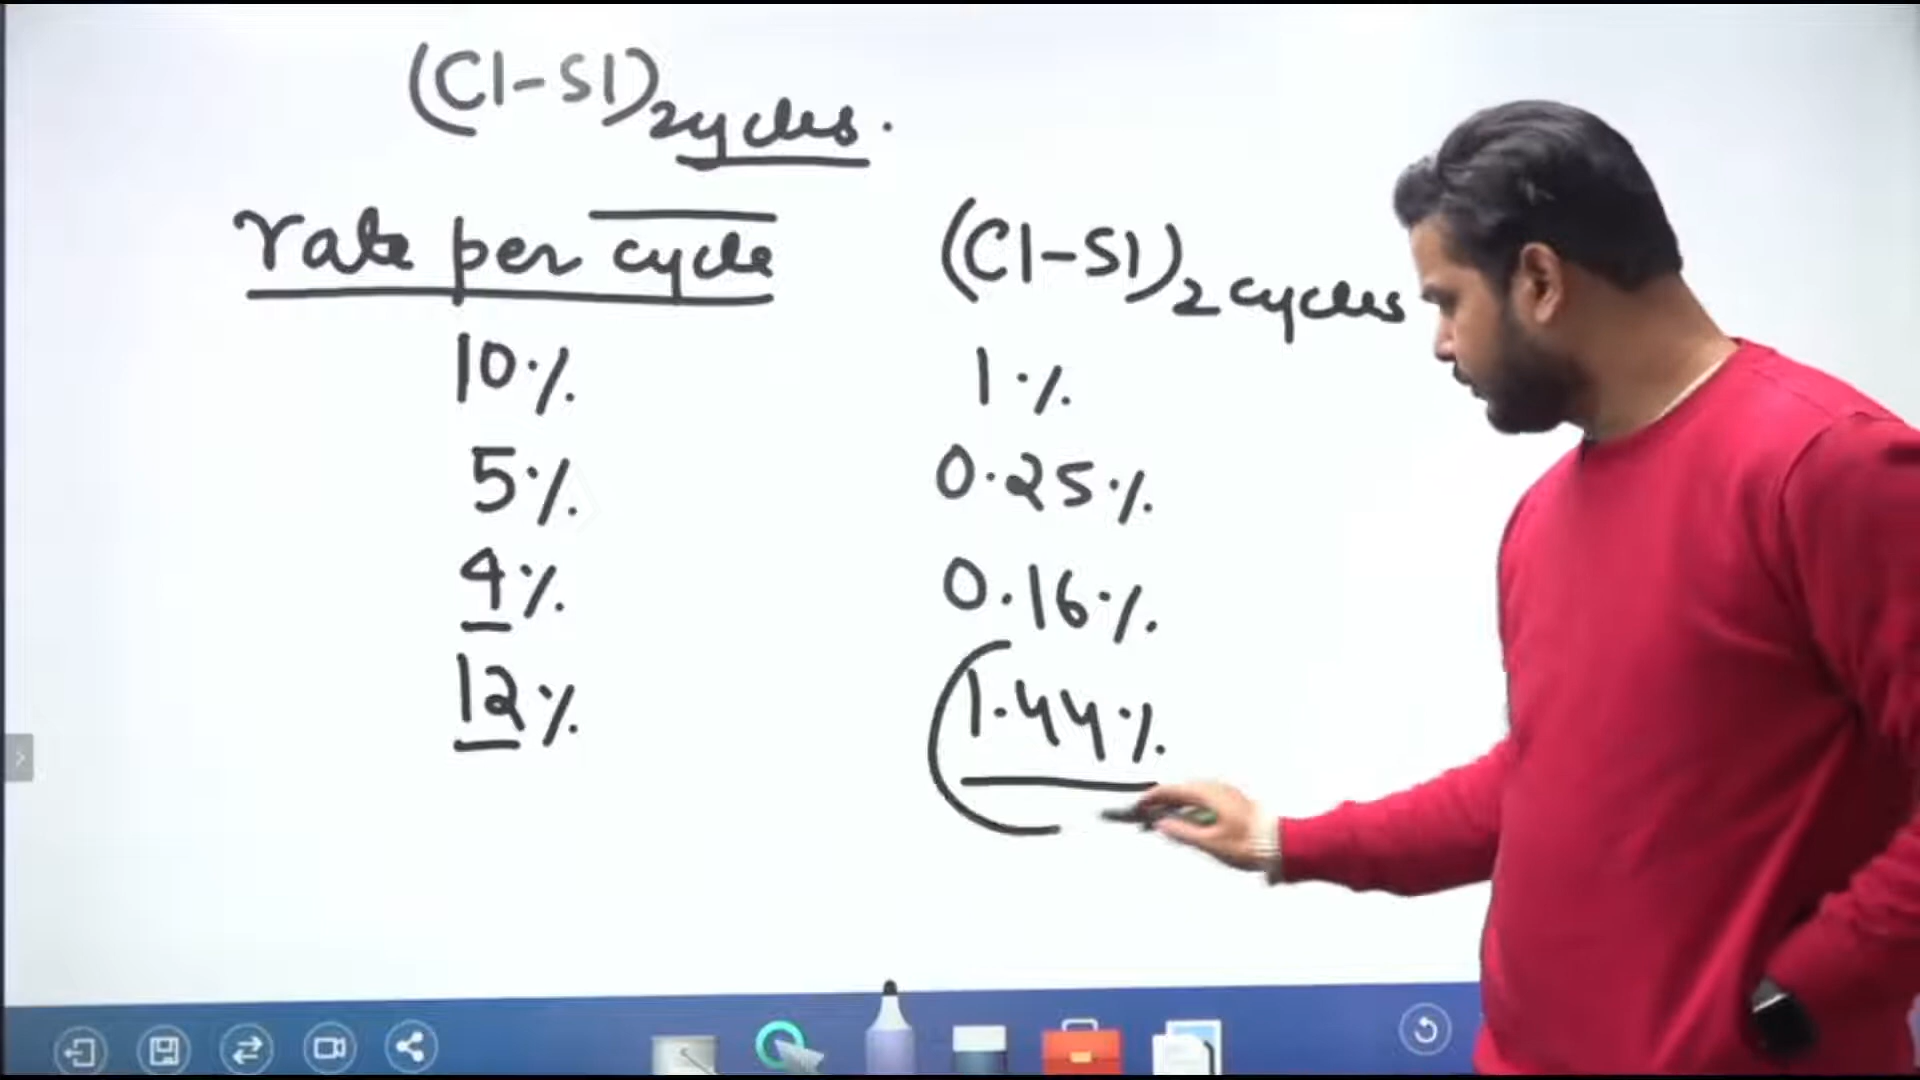 (CI-SI)2cycles.
rate per cycle (CI-SI)2 cycles
10% 1%
5% 0.25%
4% 0.16%
12% 1.44%